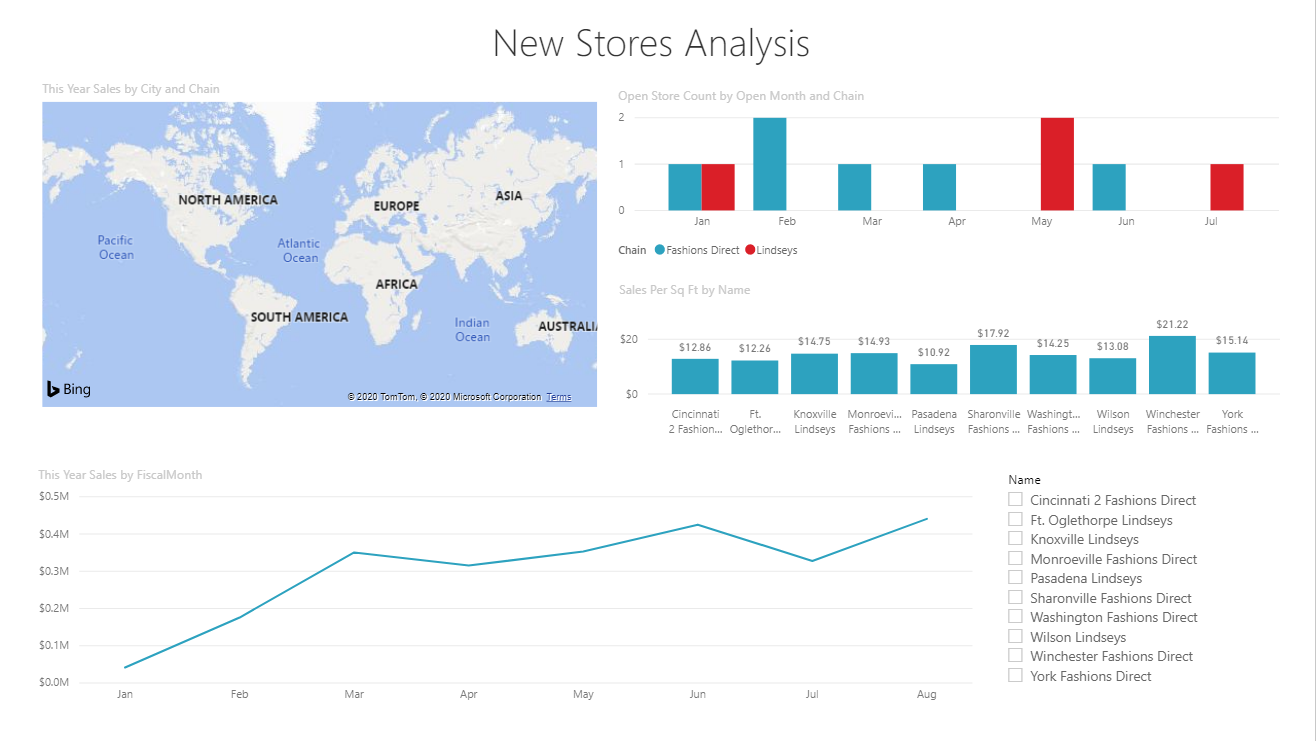 New Stores Analysis
This Year Sales by City and Chain
NORTH AMERICA
EUROPE
ASIA
Pacific
Ocean
Atlantic
Ocean
AFRICA
SOUTH AMERICA
Indian
Ocean
AUSTRALI
Bing
© 2020 TomTom, © 2020 Microsoft Corporation Terms
Open Store Count by Open Month and Chain
2
1
0
Jan Feb Mar Apr May Jun Jul
Chain Fashions Direct Lindseys
Sales Per Sq Ft by Name
$20
$0
$12.86 $12.26 $14.75 $14.93 $10.92 $17.92 $14.25 $13.08 $21.22 $15.14
Cincinnati Ft. Knoxville Monroevi... Pasadena Sharonville Washingt... Wilson Winchester York
2 Fashion... Oglethor... Lindseys Fashions ... Lindseys Fashions ... Fashions ... Lindseys Fashions ... Fashions ...
This Year Sales by FiscalMonth
$0.5M
$0.4M
$0.3M
$0.2M
$0.1M
$0.0M
Jan Feb Mar Apr May Jun Jul Aug
Name
Cincinnati 2 Fashions Direct
Ft. Oglethorpe Lindseys
Knoxville Lindseys
Monroeville Fashions Direct
Pasadena Lindseys
Sharonville Fashions Direct
Washington Fashions Direct
Wilson Lindseys
Winchester Fashions Direct
York Fashions Direct